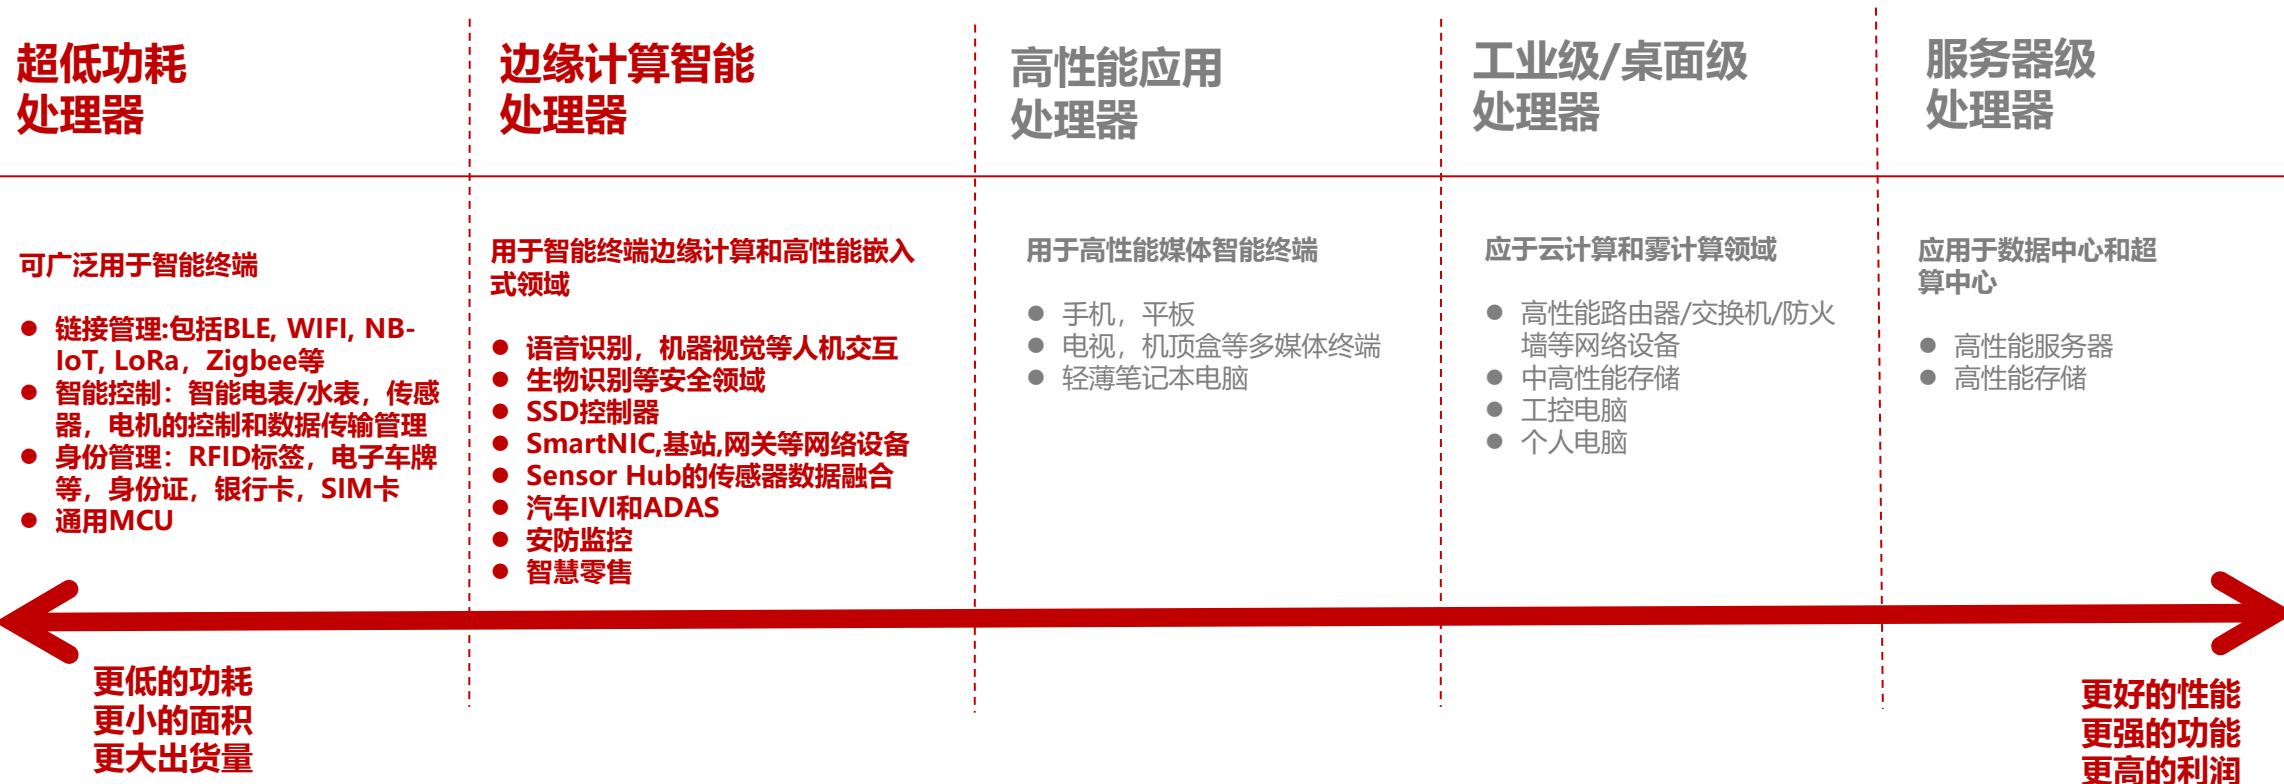 超低功耗
处理器
边缘计算智能
处理器
高性能应用
处理器
工业级/桌面级
处理器
服务器级
处理器
可广泛用于智能终端
● 链接管理:包括BLE, WIFI, NB-
IoT, LoRa，Zigbee等
● 智能控制：智能电表/水表，传感
器，电机的控制和数据传输管理
● 身份管理：RFID标签，电子车牌
等，身份证，银行卡，SIM卡
● 通用MCU
用于智能终端边缘计算和高性能嵌入
式领域
● 语音识别，机器视觉等人机交互
● 生物识别等安全领域
● SSD控制器
● SmartNIC,基站,网关等网络设备
● Sensor Hub的传感器数据融合
● 汽车IVI和ADAS
● 安防监控
● 智慧零售
用于高性能媒体智能终端
● 手机，平板
● 电视，机顶盒等多媒体终端
● 轻薄笔记本电脑
应于云计算和雾计算领域
● 高性能路由器/交换机/防火
墙等网络设备
● 中高性能存储
● 工控电脑
● 个人电脑
应用于数据中心和超
算中心
● 高性能服务器
● 高性能存储
更低的功耗
更小的面积
更大出货量
更好的性能
更强的功能
更高的利润